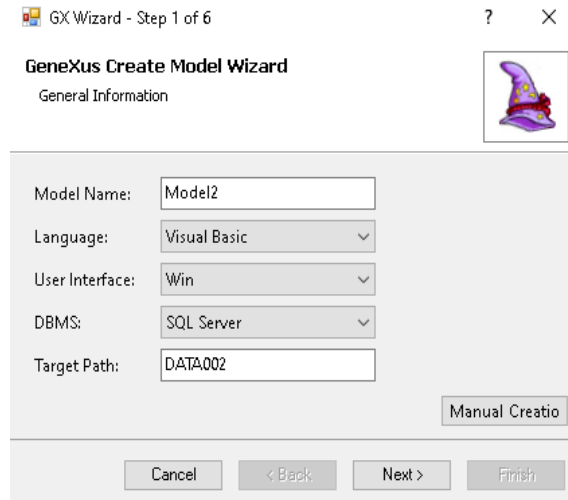 GX Wizard - Step 1 of 6 ?
GeneXus Create Model Wizard
General Information
Model Name: Model2
Language: Visual Basic
User Interface: Win
DBMS: SQL Server
Target Path: DATA002
Manual Creatio
Cancel < Back Next > Finish